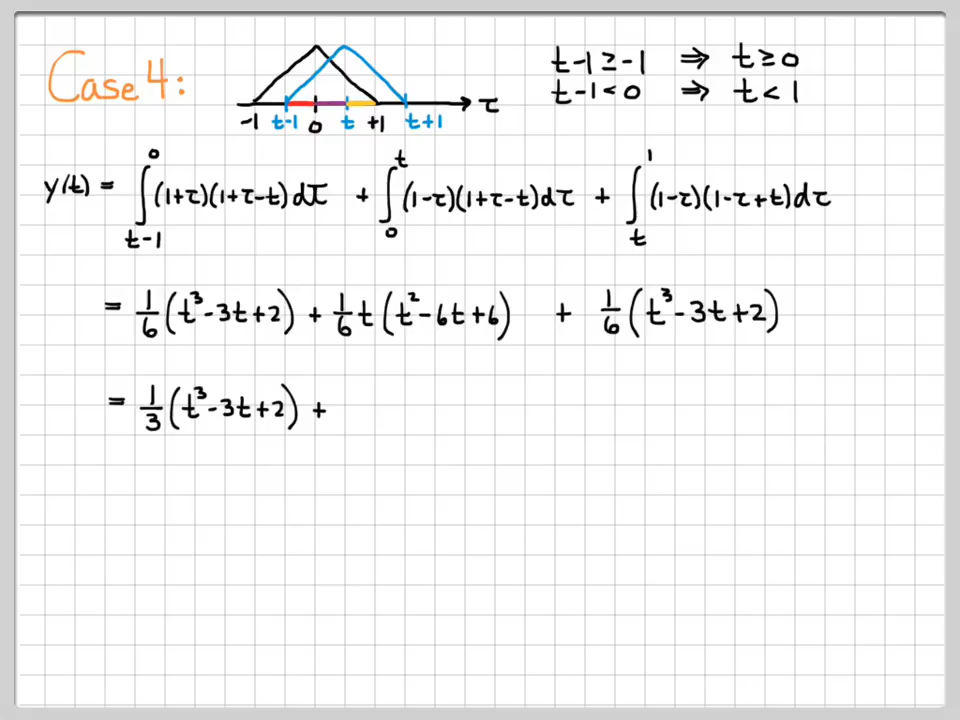 Case 4:
t-1 ≥ -1 ⇒ t ≥ 0
t-1 < 0 ⇒ t < 1
-1 t-1 0 t +1 t+1 τ
y(t) = ∫_{t-1}^{0} (1+τ)(1+τ-t)dτ + ∫_{0}^{t} (1-τ)(1+τ-t)dτ + ∫_{t}^{1} (1-τ)(1-τ+t)dτ
= 1/6 (t³-3t+2) + 1/6 t (t²-6t+6) + 1/6 (t³-3t+2)
= 1/3 (t³-3t+2) +